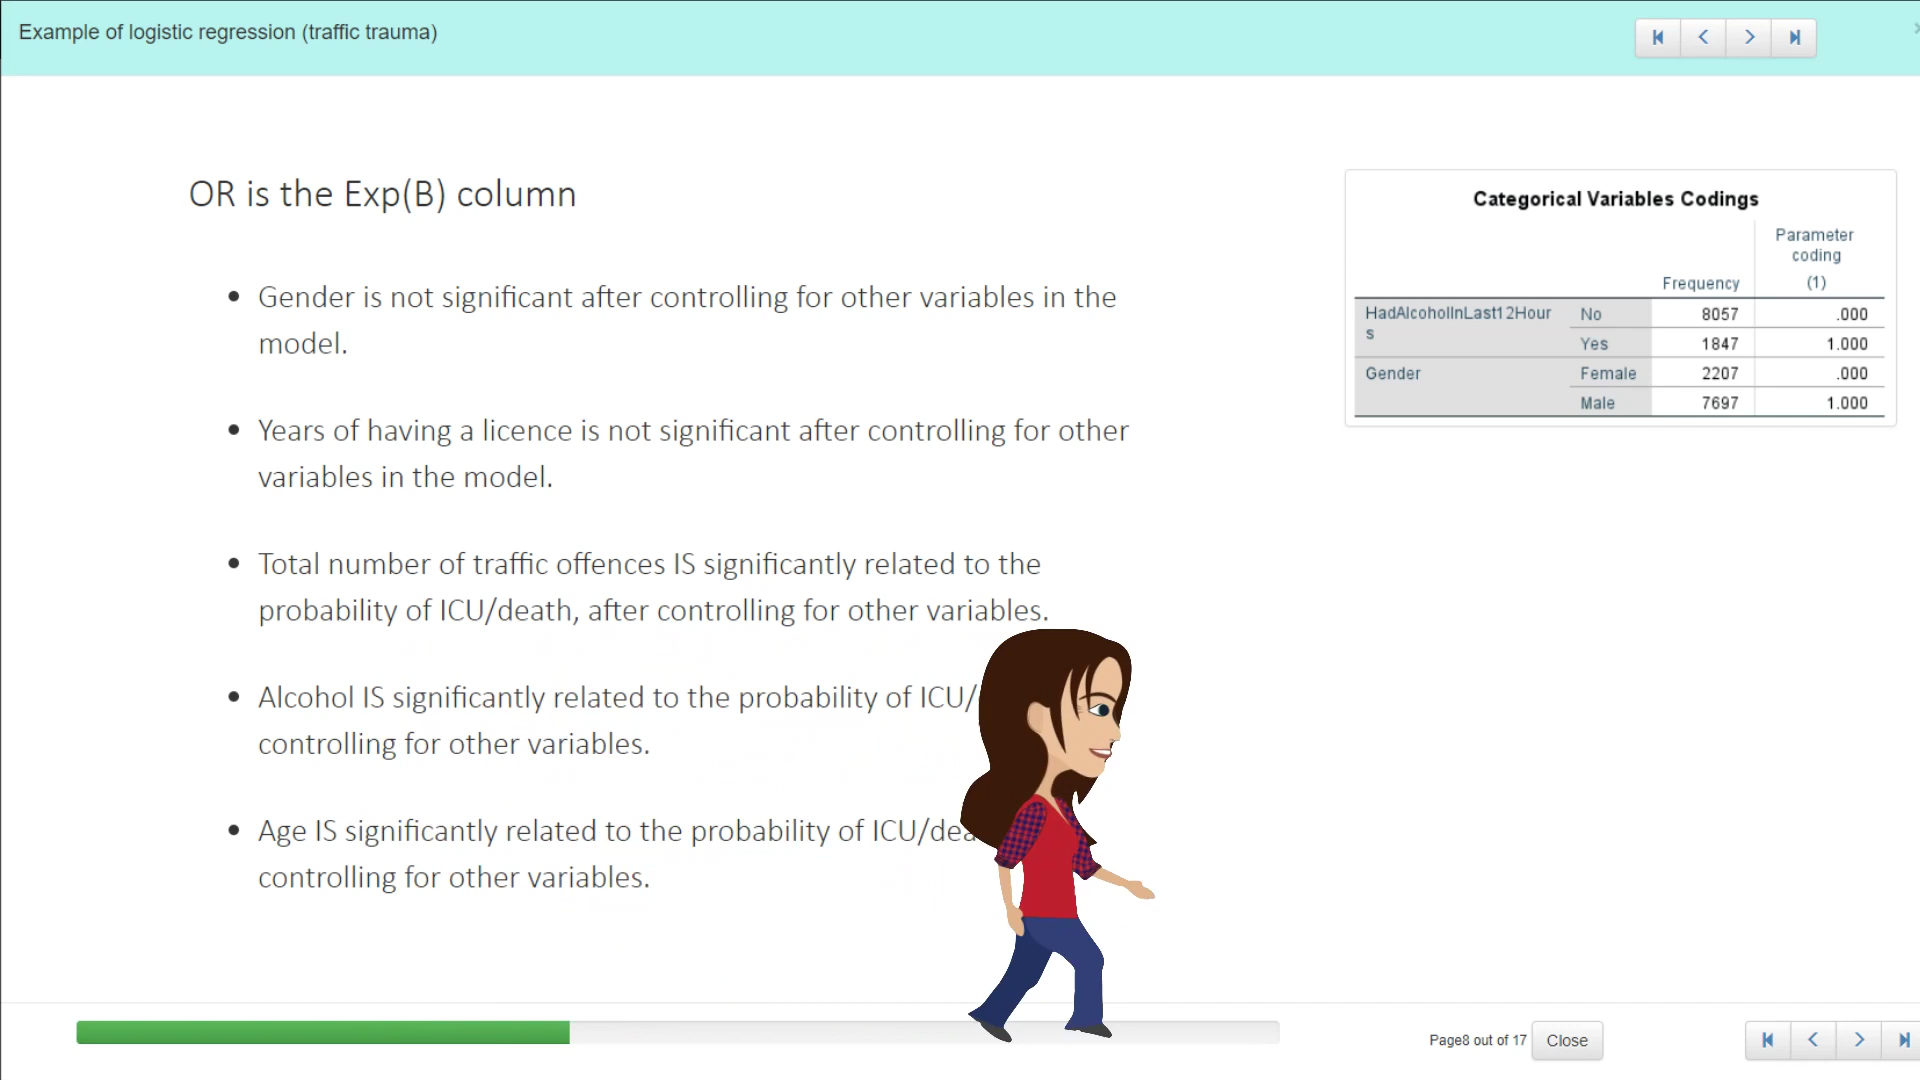 Example of logistic regression (traffic trauma)
OR is the Exp(B) column
• Gender is not significant after controlling for other variables in the
model.
• Years of having a licence is not significant after controlling for other
variables in the model.
• Total number of traffic offences IS significantly related to the
probability of ICU/death, after controlling for other variables.
• Alcohol IS significantly related to the probability of ICU/
controlling for other variables.
• Age IS significantly related to the probability of ICU/dea
controlling for other variables.
Categorical Variables Codings
Parameter
coding
Frequency (1)
HadAlcoholInLast12Hour No 8057 .000
s
Yes 1847 1.000
Gender Female 2207 .000
Male 7697 1.000
Page8 out of 17 Close